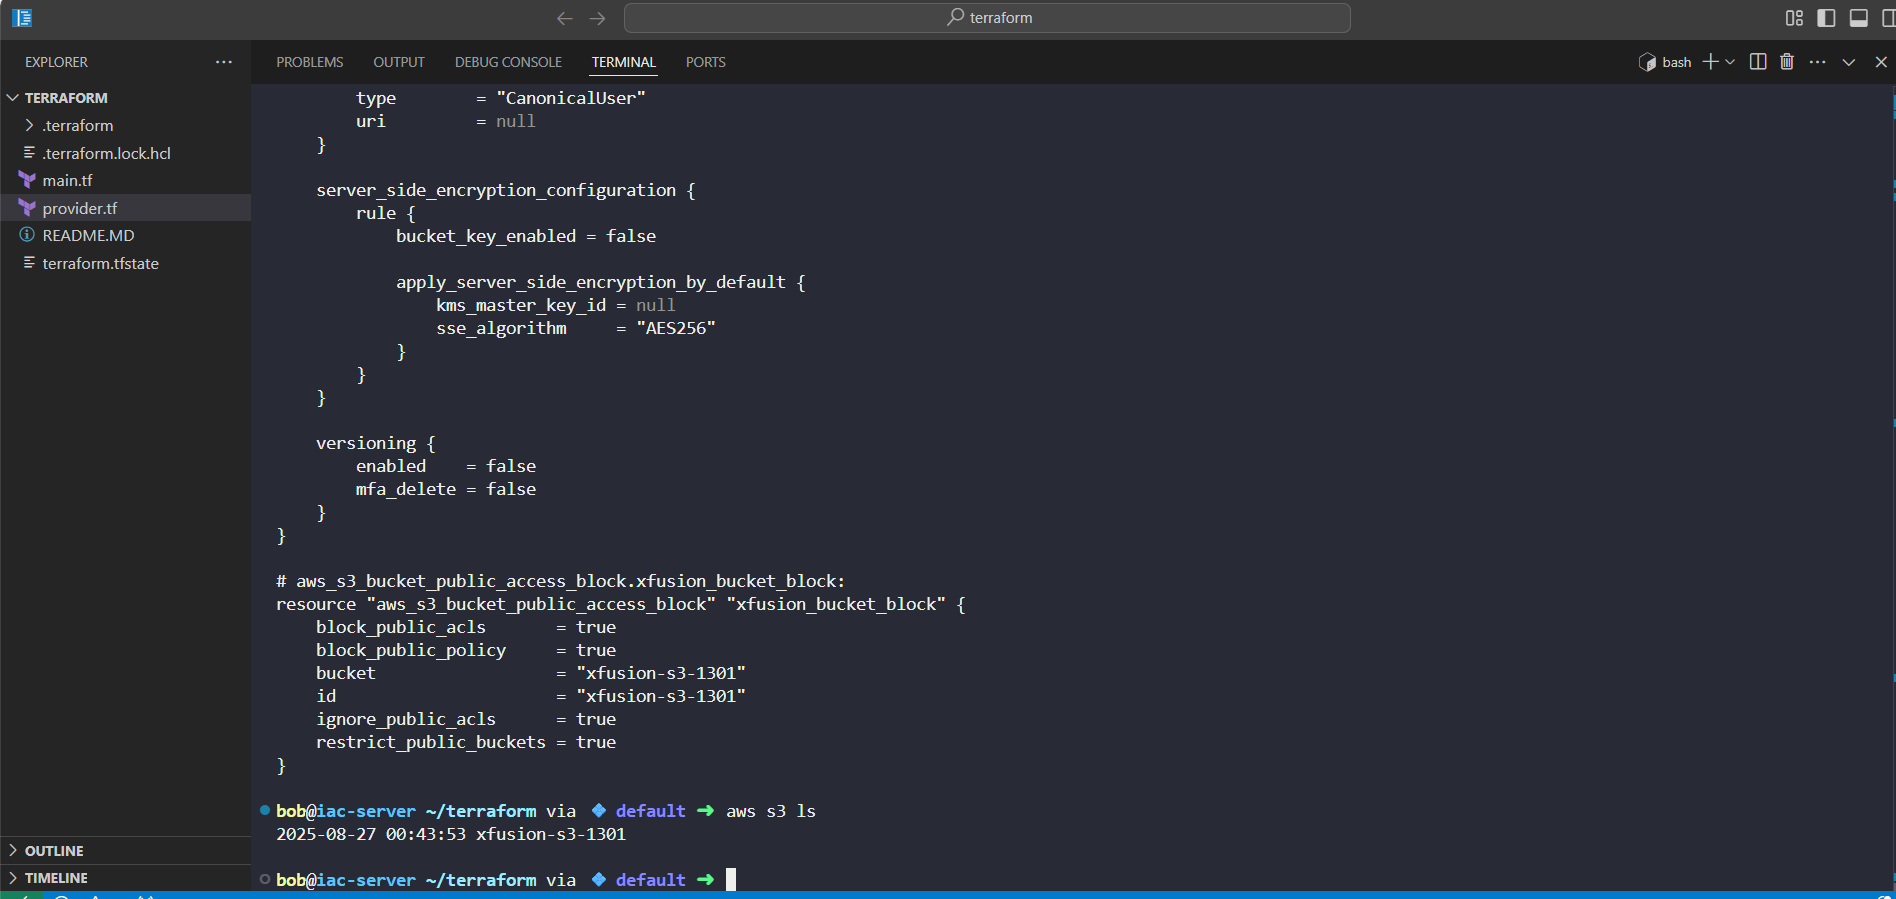 terraform
EXPLORER
PROBLEMS OUTPUT DEBUG CONSOLE TERMINAL PORTS
bash
TERRAFORM
.terraform
.terraform.lock.hcl
main.tf
provider.tf
README.MD
terraform.tfstate
OUTLINE
TIMELINE
type = "CanonicalUser"
uri = null
}
server_side_encryption_configuration {
rule {
bucket_key_enabled = false
apply_server_side_encryption_by_default {
kms_master_key_id = null
sse_algorithm = "AES256"
}
}
}
versioning {
enabled = false
mfa_delete = false
}
}
# aws_s3_bucket_public_access_block.xfusion_bucket_block:
resource "aws_s3_bucket_public_access_block" "xfusion_bucket_block" {
block_public_acls = true
block_public_policy = true
bucket = "xfusion-s3-1301"
id = "xfusion-s3-1301"
ignore_public_acls = true
restrict_public_buckets = true
}
bob@iac-server ~/terraform via default ➜ aws s3 ls
2025-08-27 00:43:53 xfusion-s3-1301
bob@iac-server ~/terraform via default ➜